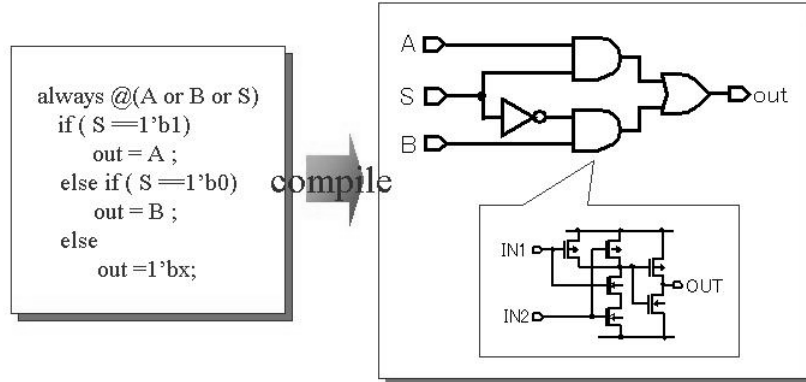 always @(A or B or S)
if ( S ==1’b1)
out = A ;
else if ( S ==1’b0)
out = B ;
else
out =1’bx;
compile
A
S
B
out
IN1
IN2
OUT